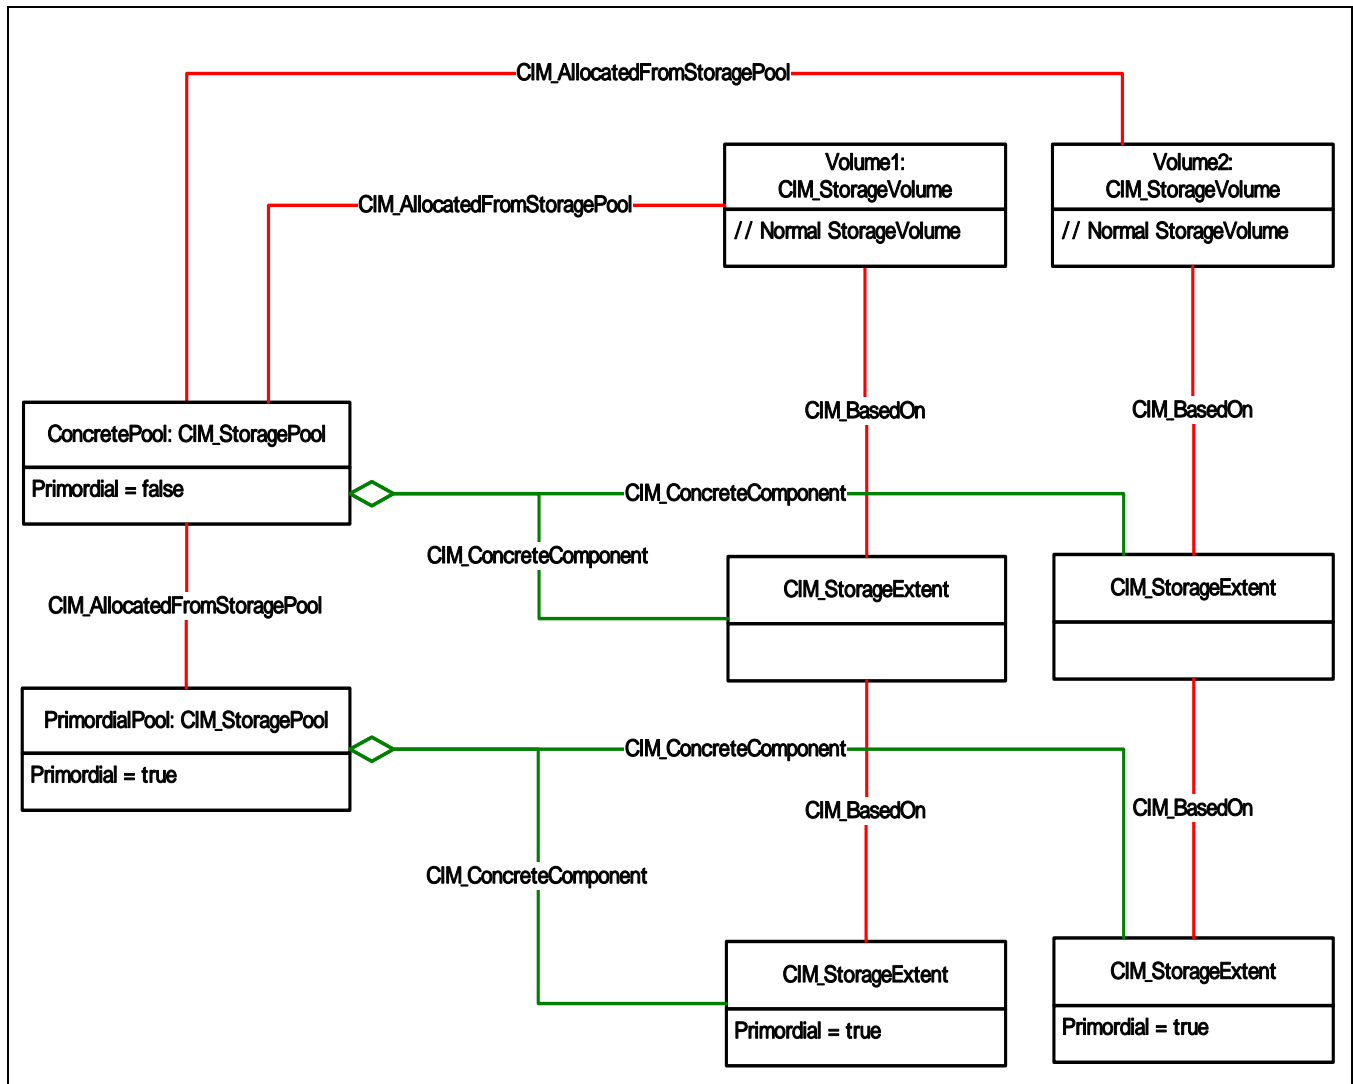 CIM_AllocatedFromStoragePool
Volume1:
CIM_StorageVolume
// Normal StorageVolume
Volume2:
CIM_StorageVolume
// Normal StorageVolume
CIM_AllocatedFromStoragePool
CIM_BasedOn
CIM_BasedOn
ConcretePool: CIM_StoragePool
Primordial = false
CIM_ConcreteComponent
CIM_ConcreteComponent
CIM_StorageExtent
CIM_StorageExtent
CIM_AllocatedFromStoragePool
PrimordialPool: CIM_StoragePool
Primordial = true
CIM_ConcreteComponent
CIM_BasedOn
CIM_BasedOn
CIM_ConcreteComponent
CIM_StorageExtent
Primordial = true
CIM_StorageExtent
Primordial = true